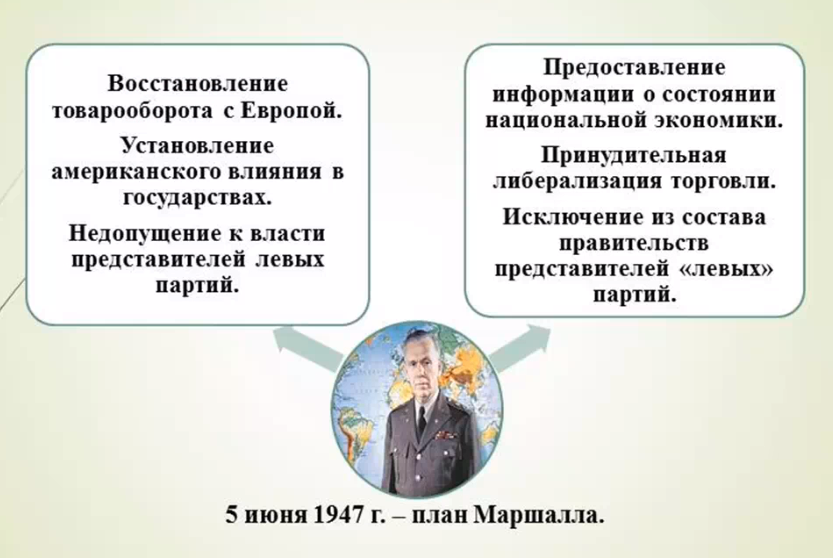 Восстановление
товарооборота с Европой.
Установление
американского влияния в
государствах.
Недопущение к власти
представителей левых
партий.
Предоставление
информации о состоянии
национальной экономики.
Принудительная
либерализация торговли.
Исключение из состава
правительств
представителей «левых»
партий.
5 июня 1947 г. – план Маршалла.